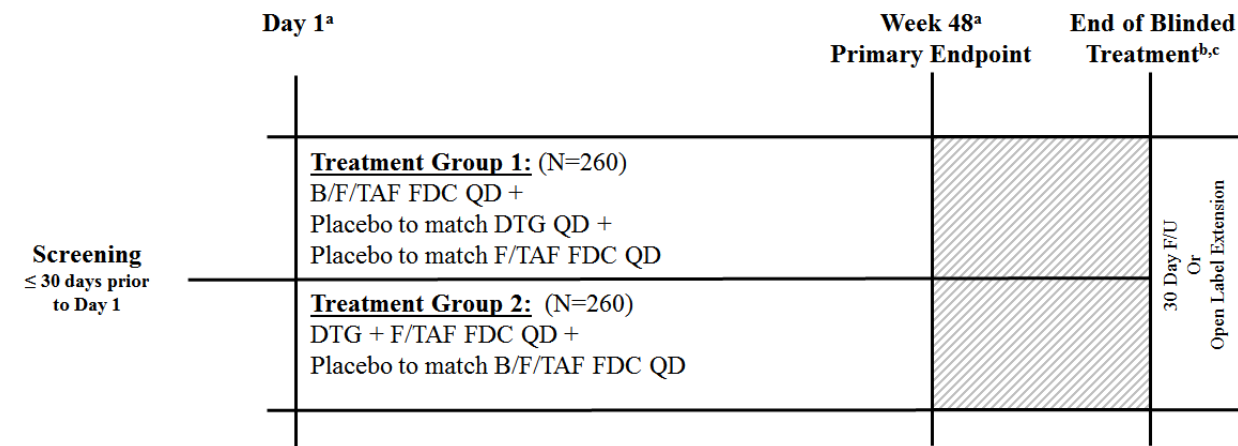 Day 1ᵃ
Week 48ᵃ
Primary Endpoint
End of Blinded
Treatmentᵇ,ᶜ
Screening
≤ 30 days prior
to Day 1
Treatment Group 1: (N=260)
B/F/TAF FDC QD +
Placebo to match DTG QD +
Placebo to match F/TAF FDC QD
Treatment Group 2: (N=260)
DTG + F/TAF FDC QD +
Placebo to match B/F/TAF FDC QD
30 Day F/U
Or
Open Label Extension